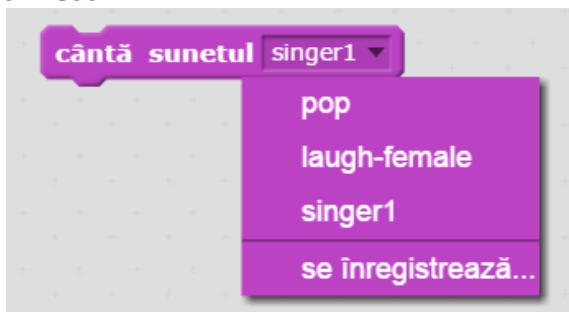 cântă sunetul singer1
pop
laugh-female
singer1
se înregistrează...